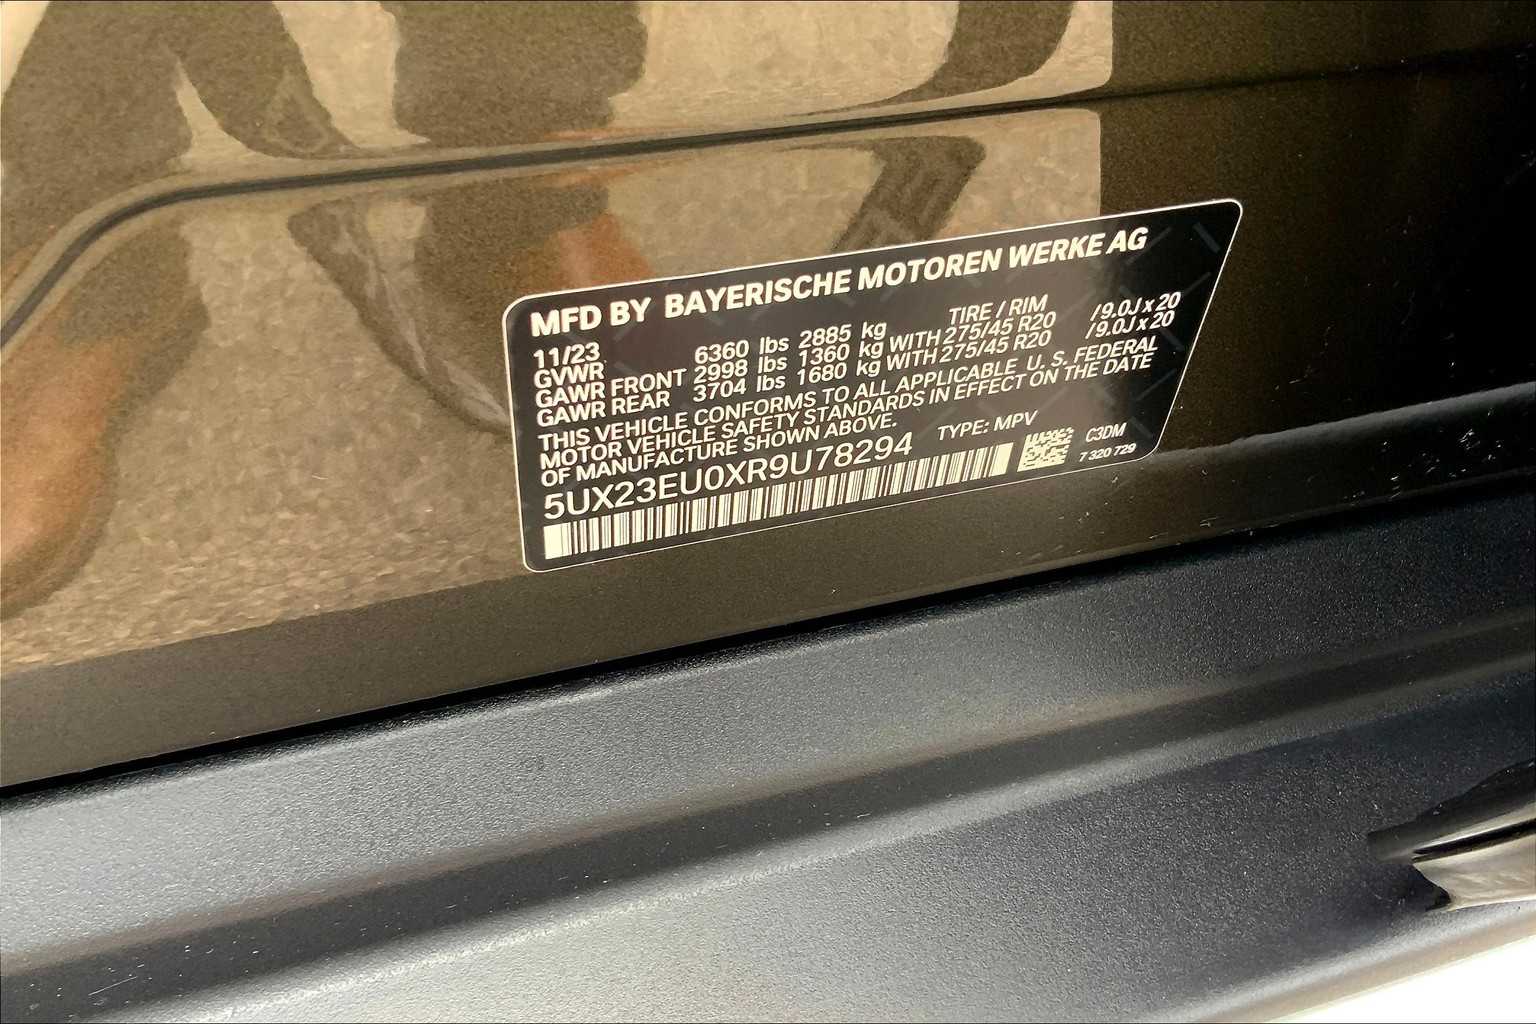 MFD BY BAYERISCHE MOTOREN WERKE AG
11/23 TIRE / RIM
GVWR 6360 lbs 2885 kg
GAWR FRONT 2998 lbs 1360 kg WITH 275/45 R20 /9.0J x 20
GAWR REAR 3704 lbs 1680 kg WITH 275/45 R20 /9.0J x 20
THIS VEHICLE CONFORMS TO ALL APPLICABLE U. S. FEDERAL
MOTOR VEHICLE SAFETY STANDARDS IN EFFECT ON THE DATE
OF MANUFACTURE SHOWN ABOVE.
5UX23EU0XR9U78294 TYPE: MPV
C3DM
7 320 729